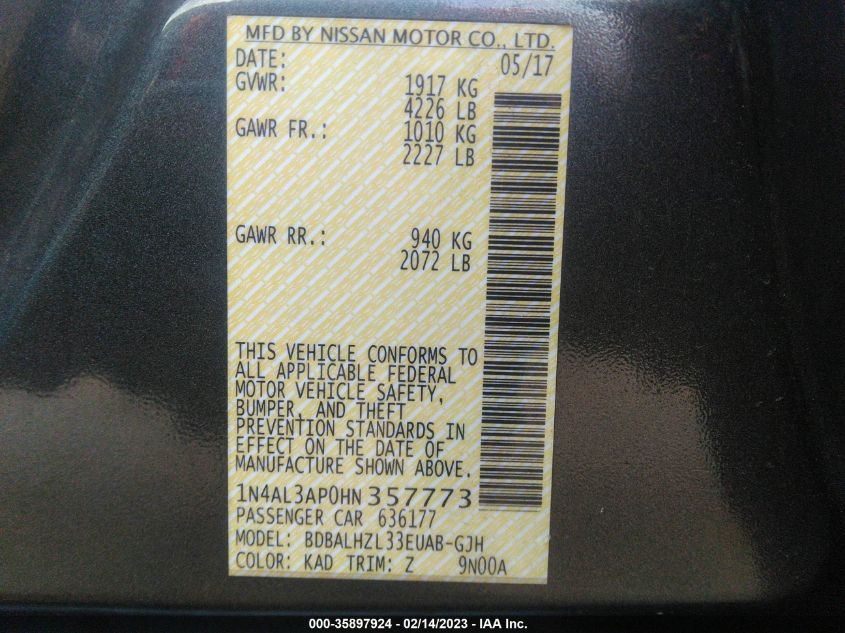 MFD BY NISSAN MOTOR CO., LTD.
DATE: 05/17
GVWR: 1917 KG
4226 LB
GAWR FR.: 1010 KG
2227 LB
GAWR RR.: 940 KG
2072 LB
THIS VEHICLE CONFORMS TO
ALL APPLICABLE FEDERAL
MOTOR VEHICLE SAFETY,
BUMPER, AND THEFT
PREVENTION STANDARDS IN
EFFECT ON THE DATE OF
MANUFACTURE SHOWN ABOVE.
1N4AL3AP0HN357773
PASSENGER CAR 636177
MODEL: BDBALHZL33EUAB-GJH
COLOR: KAD TRIM: Z 9N00A
000-35897924 - 02/14/2023 - IAA Inc.